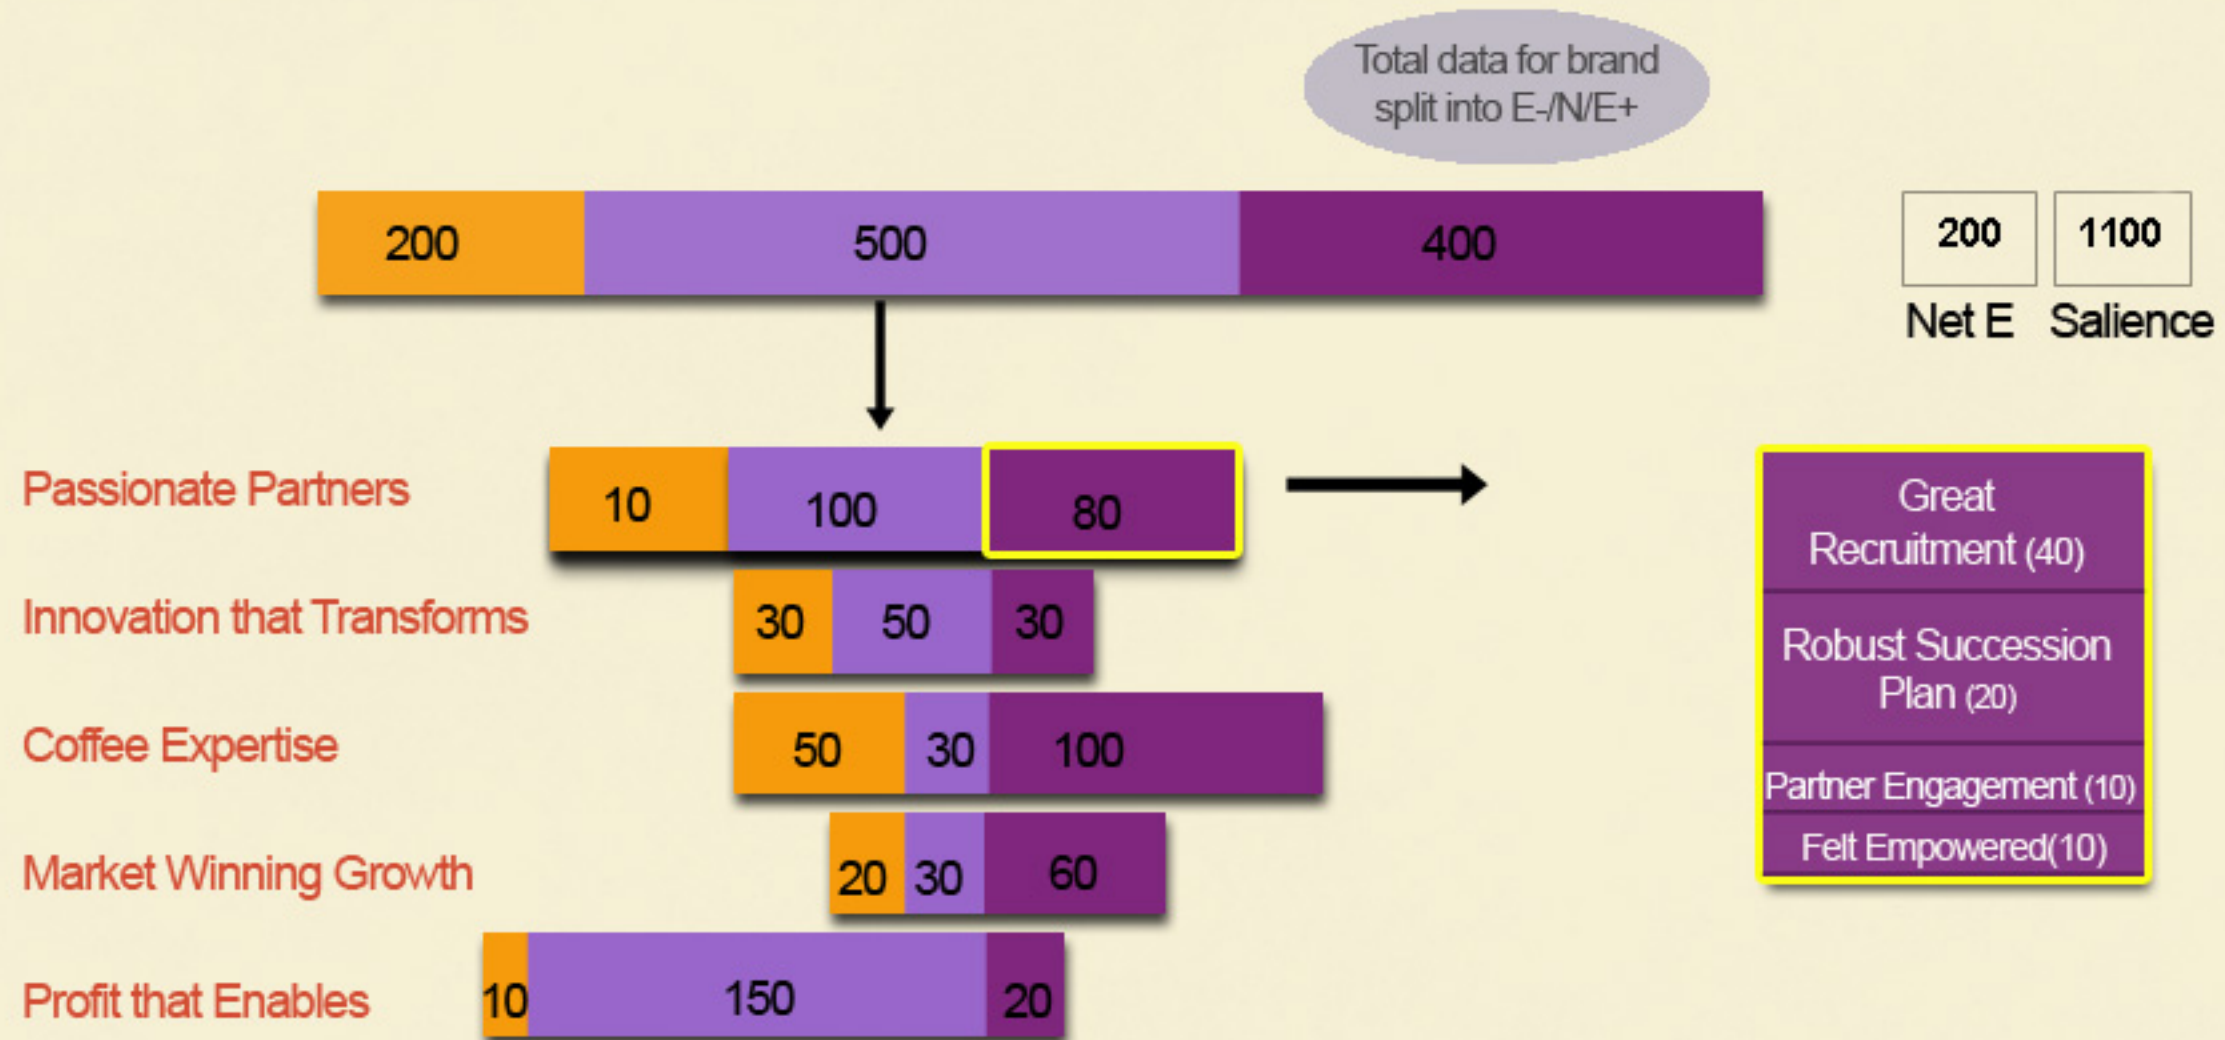 Total data for brand
split into E-/N/E+
200 500 400
200 1100
Net E Salience
Passionate Partners
10 100 80
Innovation that Transforms
30 50 30
Coffee Expertise
50 30 100
Market Winning Growth
20 30 60
Profit that Enables
10 150 20
Great
Recruitment (40)
Robust Succession
Plan (20)
Partner Engagement (10)
Felt Empowered(10)